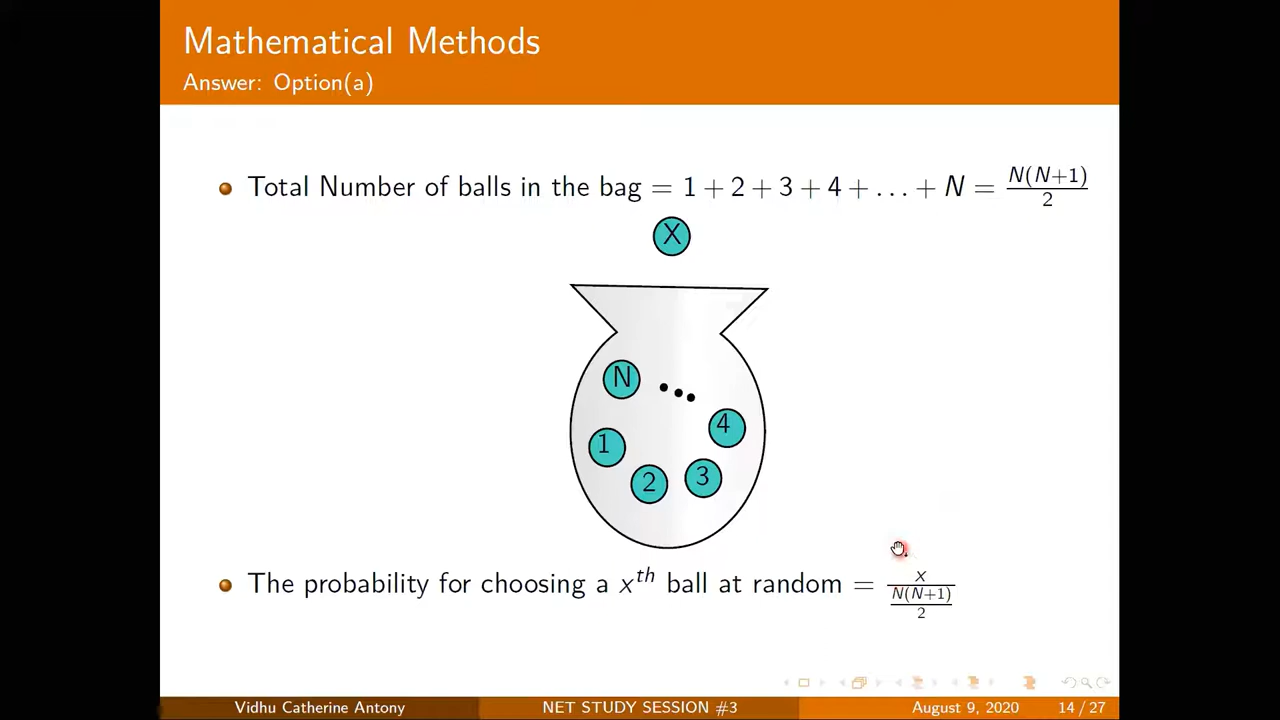 Mathematical Methods
Answer: Option(a)
Total Number of balls in the bag = 1 + 2 + 3 + 4 + ... + N = N(N+1)/2
X
N
4
1
3
2
The probability for choosing a x^th ball at random = x/(N(N+1)/2)
Vidhu Catherine Antony NET STUDY SESSION #3 August 9, 2020 14 / 27